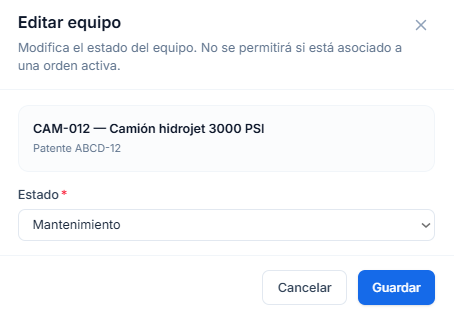 Editar equipo
Modifica el estado del equipo. No se permitirá si está asociado a
una orden activa.
CAM-012 — Camión hidrojet 3000 PSI
Patente ABCD-12
Estado *
Mantenimiento
Cancelar
Guardar